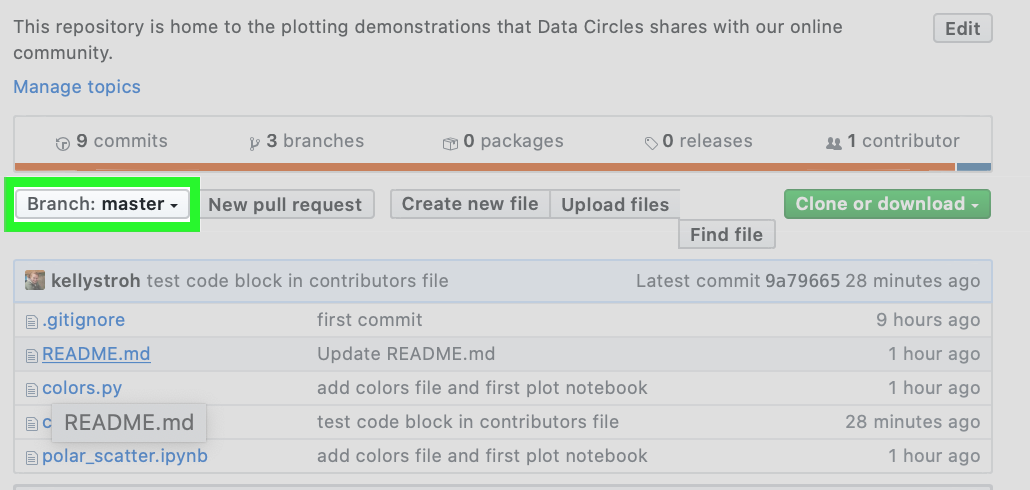 This repository is home to the plotting demonstrations that Data Circles shares with our online
community.
Edit
Manage topics
9 commits 3 branches 0 packages 0 releases 1 contributor
Branch: master New pull request Create new file Upload files Clone or download
Find file
kellystroh test code block in contributors file Latest commit 9a79665 28 minutes ago
.gitignore first commit 9 hours ago
README.md Update README.md 1 hour ago
colors.py add colors file and first plot notebook 1 hour ago
c README.md test code block in contributors file 28 minutes ago
polar_scatter.ipynb add colors file and first plot notebook 1 hour ago